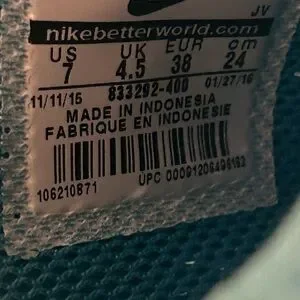 JV
nikebetterworld.com
US UK EUR cm
7 4.5 38 24
11/11/15 833292-400 01/27/16
MADE IN INDONESIA
FABRIQUE EN INDONESIE
106210871
UPC